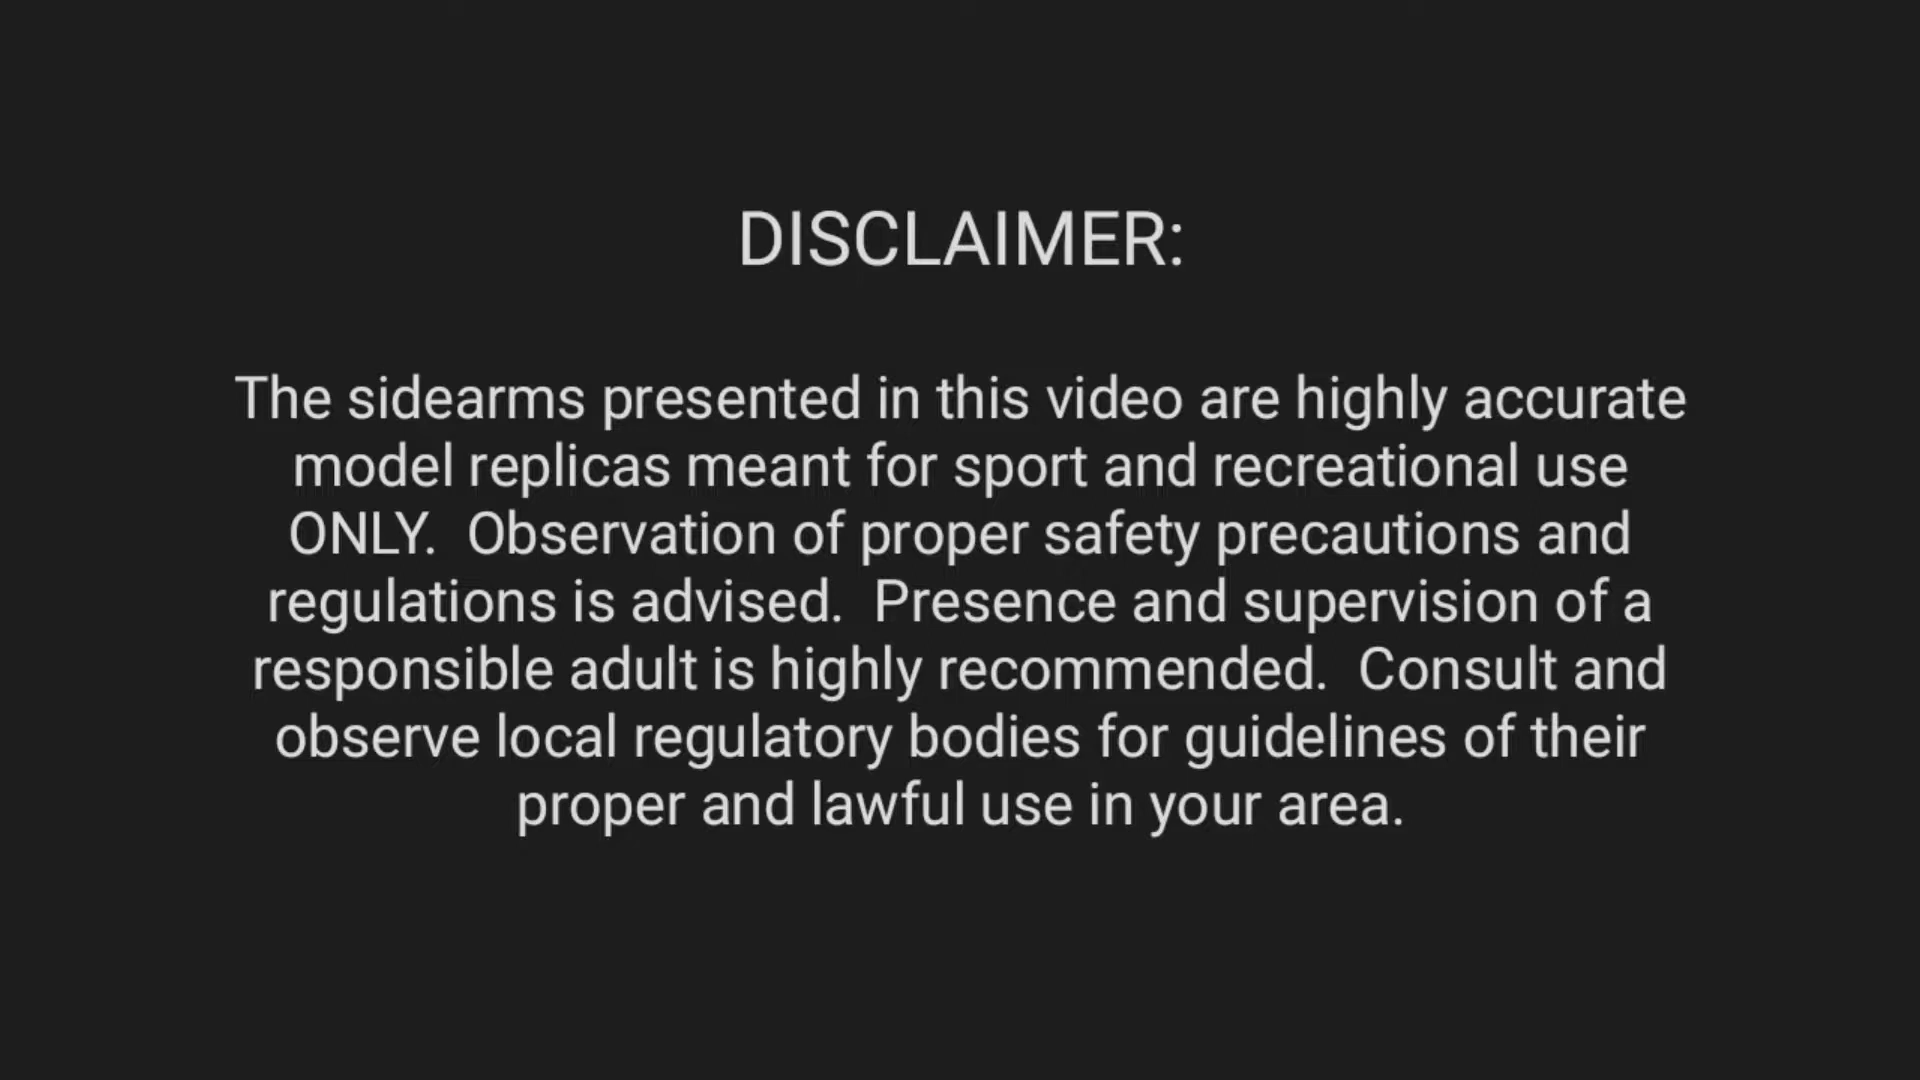 DISCLAIMER:
The sidearms presented in this video are highly accurate
model replicas meant for sport and recreational use
ONLY.  Observation of proper safety precautions and
regulations is advised.  Presence and supervision of a
responsible adult is highly recommended.  Consult and
observe local regulatory bodies for guidelines of their
proper and lawful use in your area.